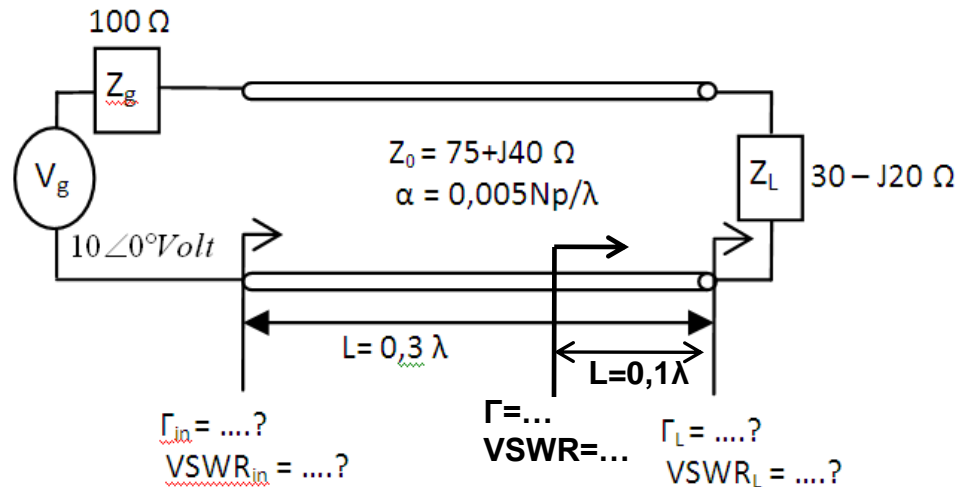 100 Ω
Zg
Vg
10∠0°Volt
Z0 = 75+J40 Ω
α = 0,005Np/λ
ZL
30 – J20 Ω
L= 0,3 λ
L=0,1λ
Γin = ....?
VSWRin = ....?
Γ=...
VSWR=...
ΓL = ....?
VSWRL = ....?